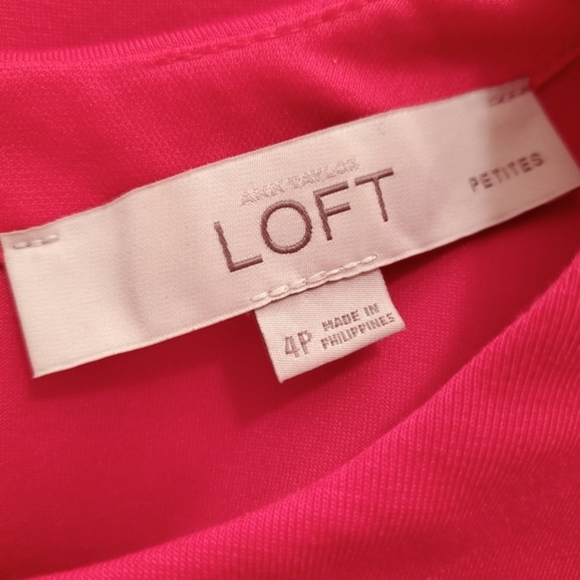 ANN TAYLOR
LOFT
PETITES
4P
MADE IN
PHILIPPINES